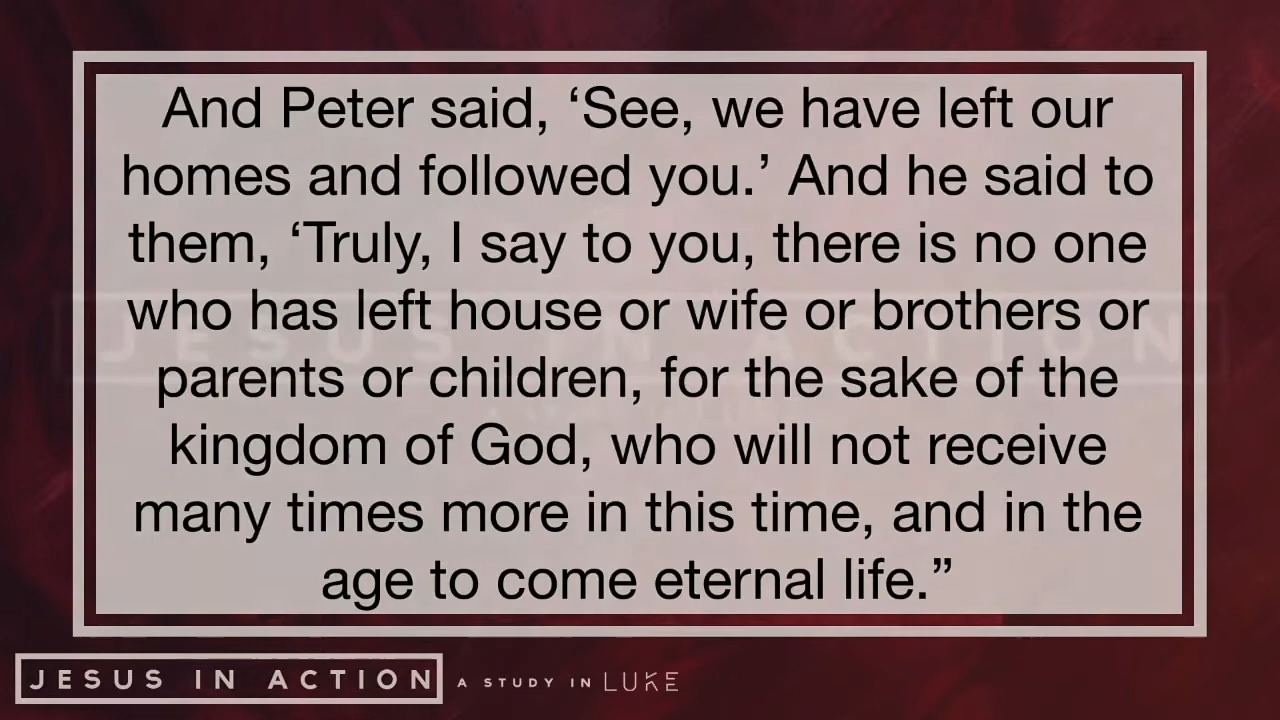 And Peter said, ‘See, we have left our
homes and followed you.’ And he said to
them, ‘Truly, I say to you, there is no one
who has left house or wife or brothers or
parents or children, for the sake of the
kingdom of God, who will not receive
many times more in this time, and in the
age to come eternal life.”
JESUS IN ACTION
JESUS IN ACTION A STUDY IN LUKE